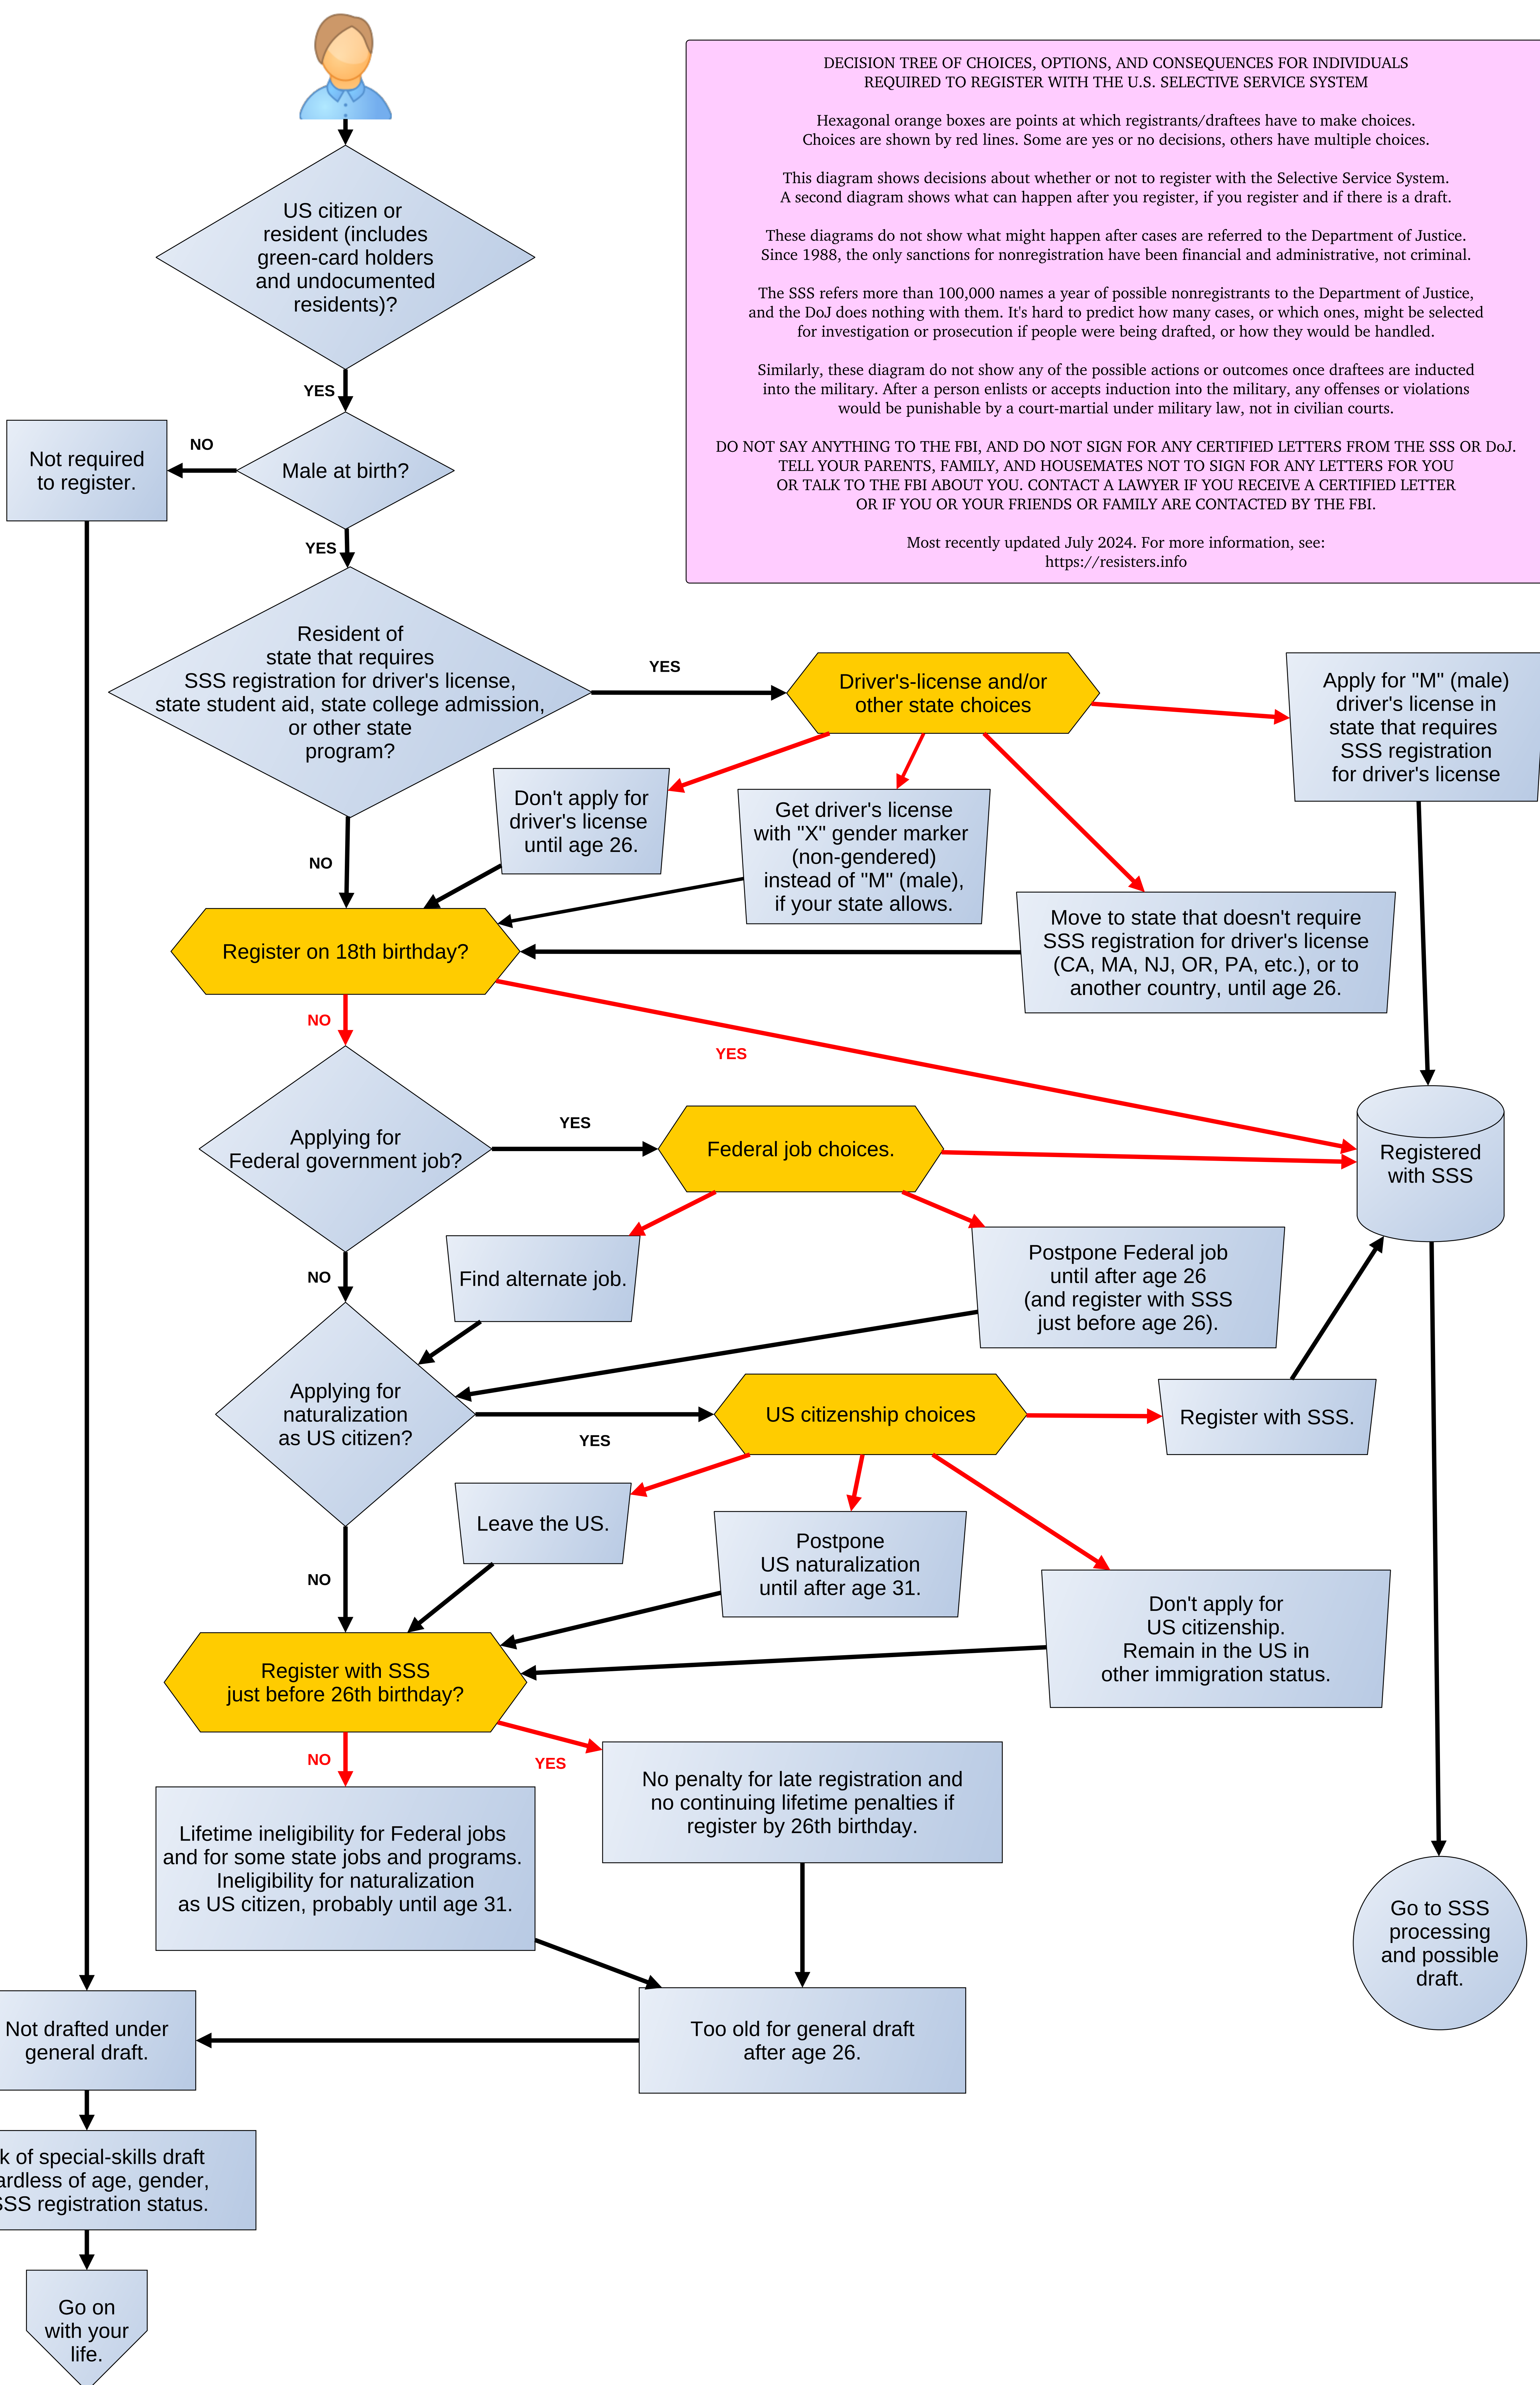 DECISION TREE OF CHOICES, OPTIONS, AND CONSEQUENCES FOR INDIVIDUALS
REQUIRED TO REGISTER WITH THE U.S. SELECTIVE SERVICE SYSTEM
Hexagonal orange boxes are points at which registrants/draftees have to make choices.
Choices are shown by red lines. Some are yes or no decisions, others have multiple choices.
This diagram shows decisions about whether or not to register with the Selective Service System.
A second diagram shows what can happen after you register, if you register and if there is a draft.
These diagrams do not show what might happen after cases are referred to the Department of Justice.
Since 1988, the only sanctions for nonregistration have been financial and administrative, not criminal.
The SSS refers more than 100,000 names a year of possible nonregistrants to the Department of Justice,
and the DoJ does nothing with them. It's hard to predict how many cases, or which ones, might be selected
for investigation or prosecution if people were being drafted, or how they would be handled.
Similarly, these diagram do not show any of the possible actions or outcomes once draftees are inducted
into the military. After a person enlists or accepts induction into the military, any offenses or violations
would be punishable by a court-martial under military law, not in civilian courts.
DO NOT SAY ANYTHING TO THE FBI, AND DO NOT SIGN FOR ANY CERTIFIED LETTERS FROM THE SSS OR DoJ.
TELL YOUR PARENTS, FAMILY, AND HOUSEMATES NOT TO SIGN FOR ANY LETTERS FOR YOU
OR TALK TO THE FBI ABOUT YOU. CONTACT A LAWYER IF YOU RECEIVE A CERTIFIED LETTER
OR IF YOU OR YOUR FRIENDS OR FAMILY ARE CONTACTED BY THE FBI.
Most recently updated July 2024. For more information, see:
https://resisters.info
US citizen or
resident (includes
green-card holders
and undocumented
residents)?
YES
Male at birth?
NO
Not required
to register.
YES
Resident of
state that requires
SSS registration for driver's license,
state student aid, state college admission,
or other state
program?
YES
Driver's-license and/or
other state choices
Apply for "M" (male)
driver's license in
state that requires
SSS registration
for driver's license
Don't apply for
driver's license
until age 26.
Get driver's license
with "X" gender marker
(non-gendered)
instead of "M" (male),
if your state allows.
Move to state that doesn't require
SSS registration for driver's license
(CA, MA, NJ, OR, PA, etc.), or to
another country, until age 26.
NO
Register on 18th birthday?
NO
YES
Applying for
Federal government job?
YES
Federal job choices.
Registered
with SSS
Find alternate job.
Postpone Federal job
until after age 26
(and register with SSS
just before age 26).
NO
Applying for
naturalization
as US citizen?
YES
US citizenship choices
Register with SSS.
Leave the US.
Postpone
US naturalization
until after age 31.
Don't apply for
US citizenship.
Remain in the US in
other immigration status.
NO
Register with SSS
just before 26th birthday?
NO
YES
No penalty for late registration and
no continuing lifetime penalties if
register by 26th birthday.
Lifetime ineligibility for Federal jobs
and for some state jobs and programs.
Ineligibility for naturalization
as US citizen, probably until age 31.
Go to SSS
processing
and possible
draft.
Too old for general draft
after age 26.
Not drafted under
general draft.
of special-skills draft
of age, gender,
registration status.
Go on
with your
life.